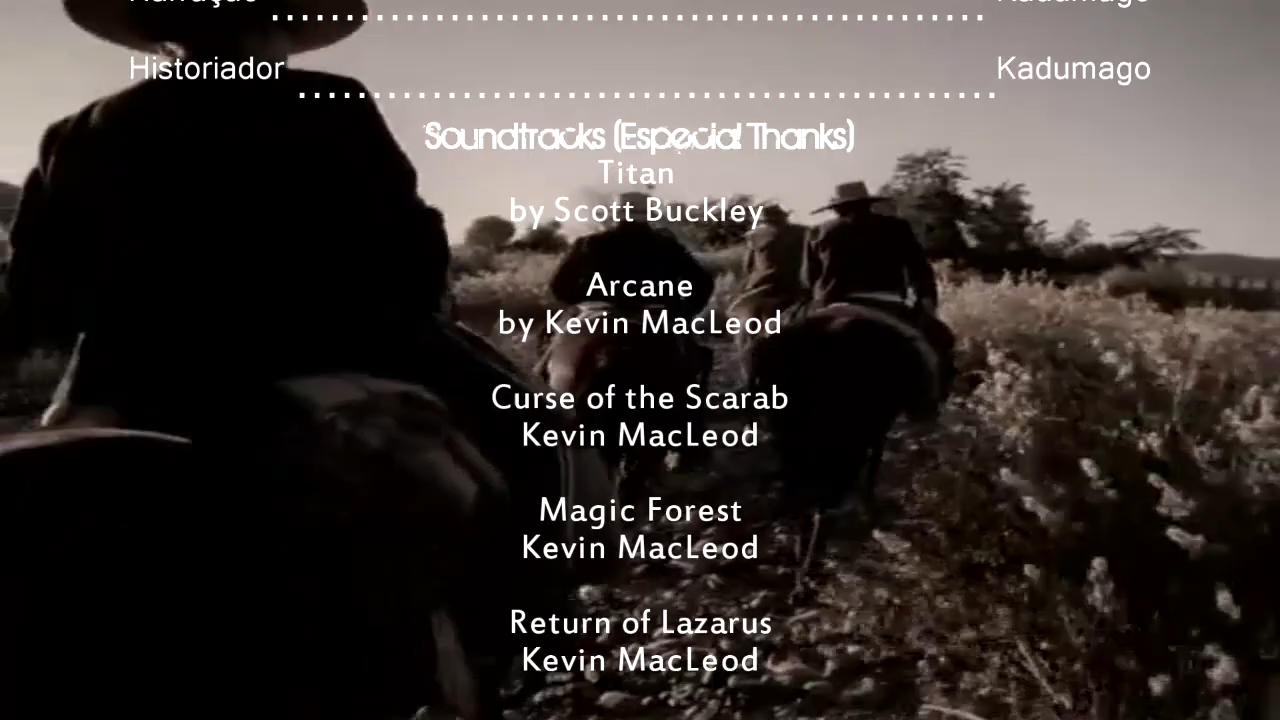 Historiador ................................................ Kadumago
Soundtracks (Especial Thanks)
Titan
by Scott Buckley
Arcane
by Kevin MacLeod
Curse of the Scarab
Kevin MacLeod
Magic Forest
Kevin MacLeod
Return of Lazarus
Kevin MacLeod